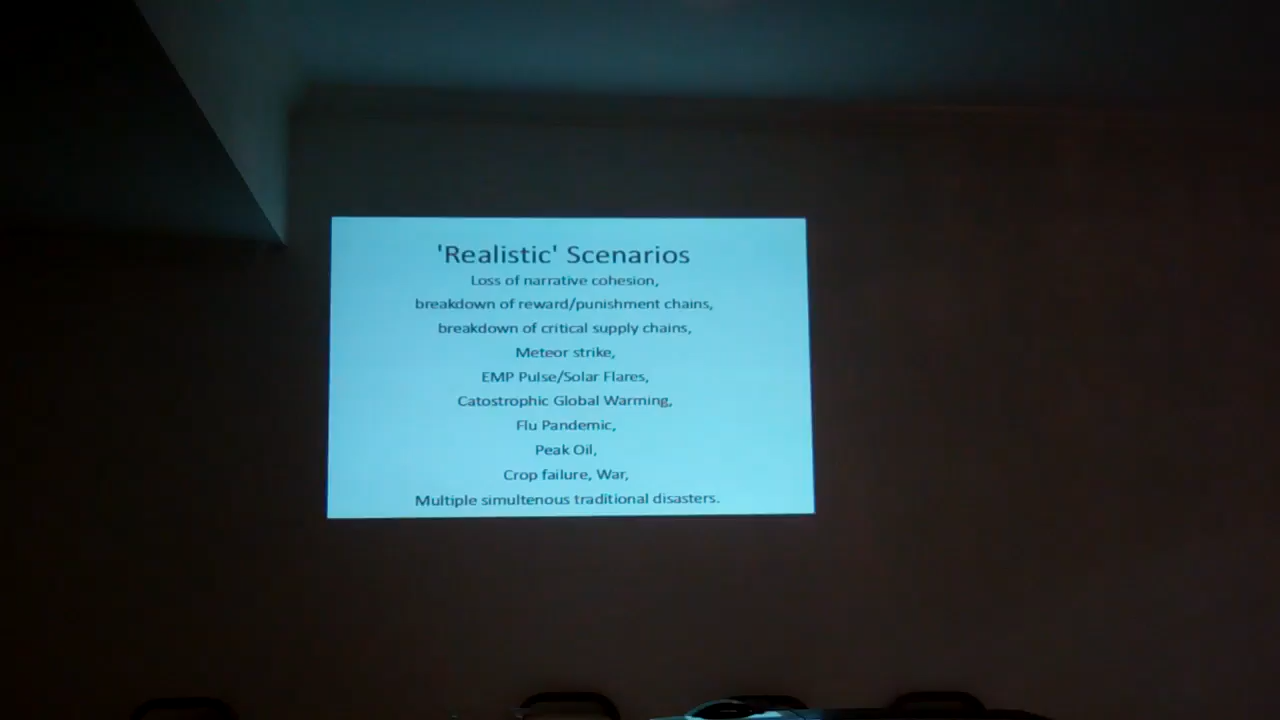 'Realistic' Scenarios
Loss of narrative cohesion,
breakdown of reward/punishment chains,
breakdown of critical supply chains,
Meteor strike,
EMP Pulse/Solar Flares,
Catostrophic Global Warming,
Flu Pandemic,
Peak Oil,
Crop failure, War,
Multiple simultenous traditional disasters.